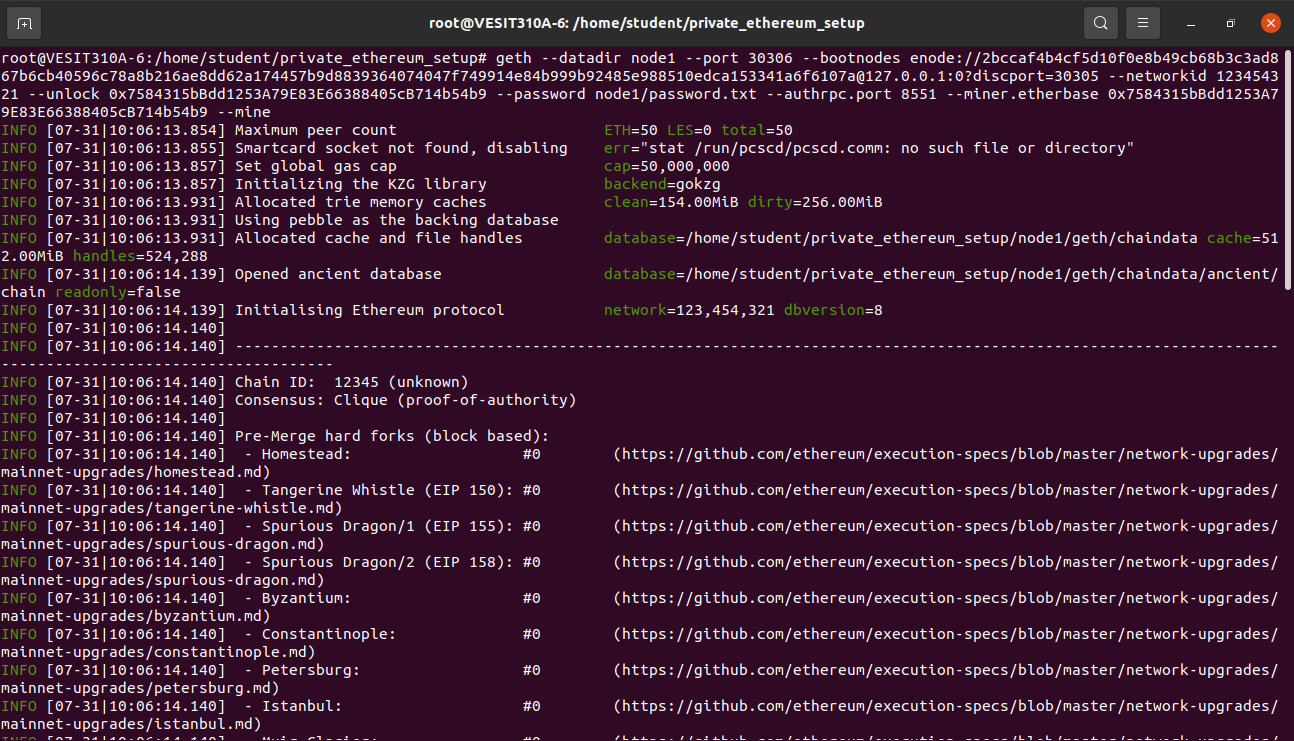 root@VESIT310A-6: /home/student/private_ethereum_setup
root@VESIT310A-6:/home/student/private_ethereum_setup# geth --datadir node1 --port 30306 --bootnodes enode://2bccaf4b4cf5d10f0e8b49cb68b3c3ad8
67b6cb40596c78a8b216ae8dd62a174457b9d8839364074047f749914e84b999b92485e988510edca153341a6f6107a@127.0.0.1:0?discport=30305 --networkid 1234543
21 --unlock 0x7584315bBdd1253A79E83E66388405cB714b54b9 --password node1/password.txt --authrpc.port 8551 --miner.etherbase 0x7584315bBdd1253A7
9E83E66388405cB714b54b9 --mine
INFO [07-31|10:06:13.854] Maximum peer count ETH=50 LES=0 total=50
INFO [07-31|10:06:13.855] Smartcard socket not found, disabling err="stat /run/pcscd/pcscd.comm: no such file or directory"
INFO [07-31|10:06:13.857] Set global gas cap cap=50,000,000
INFO [07-31|10:06:13.857] Initializing the KZG library backend=gokzg
INFO [07-31|10:06:13.931] Allocated trie memory caches clean=154.00MiB dirty=256.00MiB
INFO [07-31|10:06:13.931] Using pebble as the backing database
INFO [07-31|10:06:13.931] Allocated cache and file handles database=/home/student/private_ethereum_setup/node1/geth/chaindata cache=51
2.00MiB handles=524,288
INFO [07-31|10:06:14.139] Opened ancient database database=/home/student/private_ethereum_setup/node1/geth/chaindata/ancient/
chain readonly=false
INFO [07-31|10:06:14.139] Initialising Ethereum protocol network=123,454,321 dbversion=8
INFO [07-31|10:06:14.140]
INFO [07-31|10:06:14.140] --------------------------------------------------------------------------------------------------------------------
-------------------------------------
INFO [07-31|10:06:14.140] Chain ID:  12345 (unknown)
INFO [07-31|10:06:14.140] Consensus: Clique (proof-of-authority)
INFO [07-31|10:06:14.140]
INFO [07-31|10:06:14.140] Pre-Merge hard forks (block based):
INFO [07-31|10:06:14.140]  - Homestead: #0 (https://github.com/ethereum/execution-specs/blob/master/network-upgrades/
mainnet-upgrades/homestead.md)
INFO [07-31|10:06:14.140]  - Tangerine Whistle (EIP 150): #0 (https://github.com/ethereum/execution-specs/blob/master/network-upgrades/
mainnet-upgrades/tangerine-whistle.md)
INFO [07-31|10:06:14.140]  - Spurious Dragon/1 (EIP 155): #0 (https://github.com/ethereum/execution-specs/blob/master/network-upgrades/
mainnet-upgrades/spurious-dragon.md)
INFO [07-31|10:06:14.140]  - Spurious Dragon/2 (EIP 158): #0 (https://github.com/ethereum/execution-specs/blob/master/network-upgrades/
mainnet-upgrades/spurious-dragon.md)
INFO [07-31|10:06:14.140]  - Byzantium: #0 (https://github.com/ethereum/execution-specs/blob/master/network-upgrades/
mainnet-upgrades/byzantium.md)
INFO [07-31|10:06:14.140]  - Constantinople: #0 (https://github.com/ethereum/execution-specs/blob/master/network-upgrades/
mainnet-upgrades/constantinople.md)
INFO [07-31|10:06:14.140]  - Petersburg: #0 (https://github.com/ethereum/execution-specs/blob/master/network-upgrades/
mainnet-upgrades/petersburg.md)
INFO [07-31|10:06:14.140]  - Istanbul: #0 (https://github.com/ethereum/execution-specs/blob/master/network-upgrades/
mainnet-upgrades/istanbul.md)